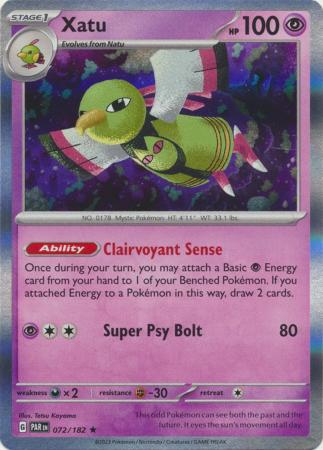 STAGE 1
Xatu
HP 100
Evolves from Natu
NO. 0178 Mystic Pokémon HT: 4'11" WT: 33.1 lbs.
Ability Clairvoyant Sense
Once during your turn, you may attach a Basic Energy
card from your hand to 1 of your Benched Pokémon. If you
attached Energy to a Pokémon in this way, draw 2 cards.
Super Psy Bolt 80
weakness ×2 resistance -30 retreat
Illus. Tetsu Kayama
G PAR EN 072/182 ★
This odd Pokémon can see both the past and the
future. It eyes the sun's movement all day.
©2023 Pokémon / Nintendo / Creatures / GAME FREAK